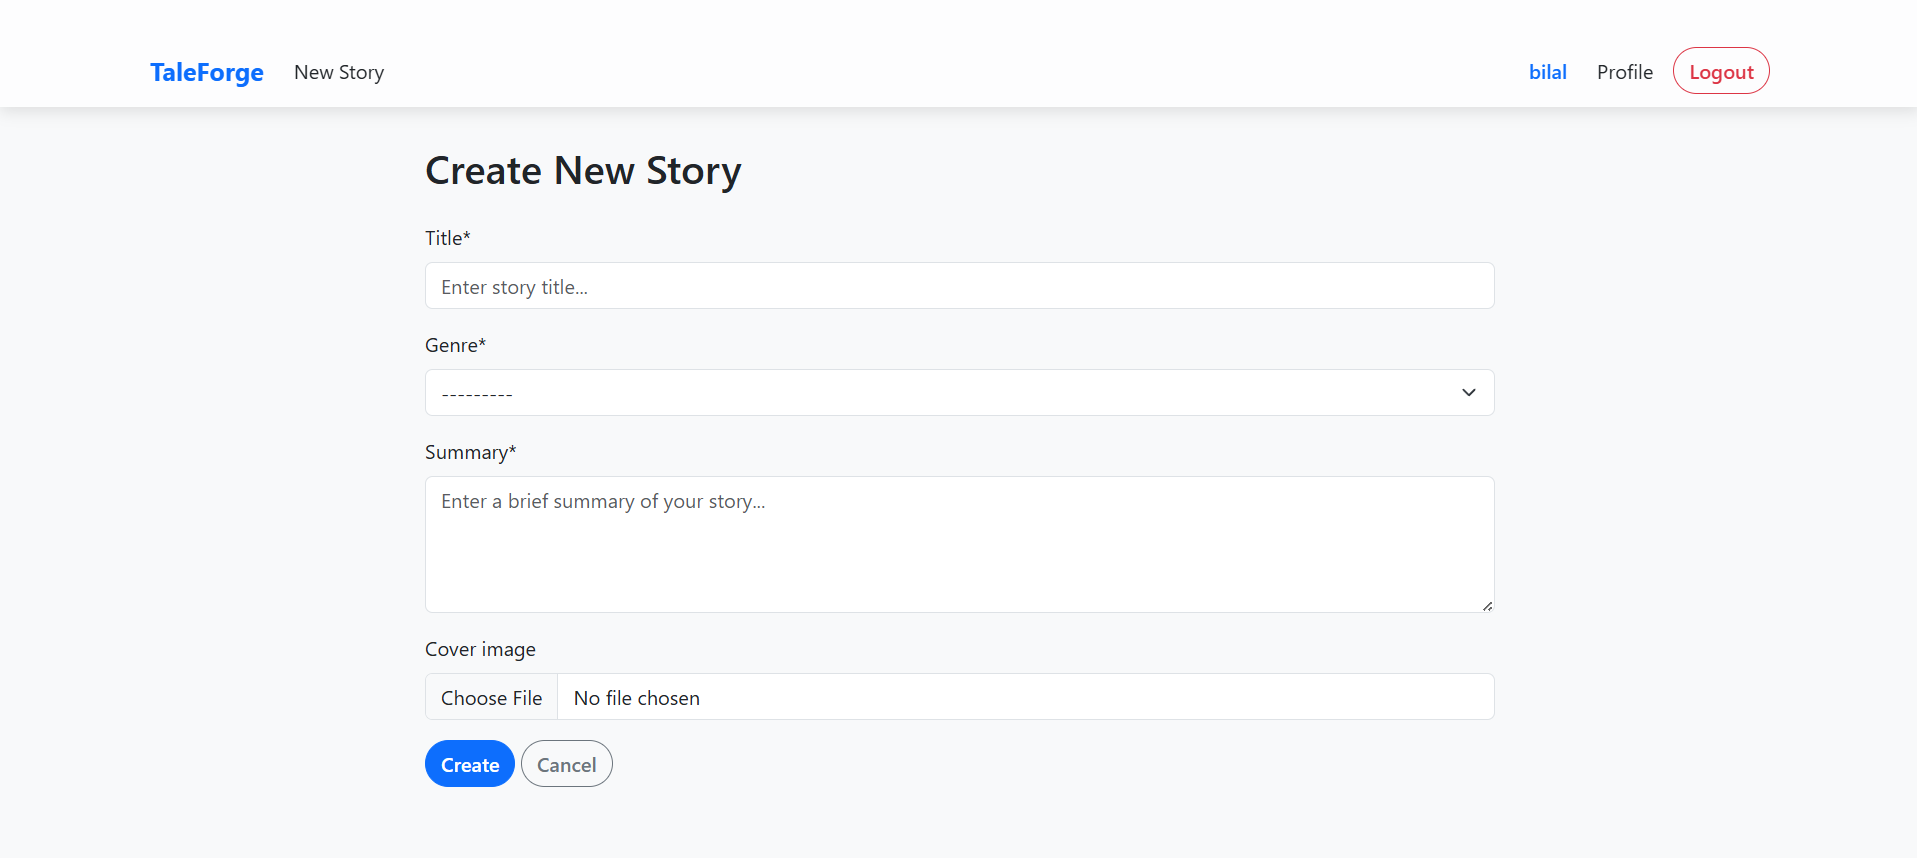 TaleForge New Story bilal Profile Logout
Create New Story
Title*
Enter story title...
Genre*
---------
Summary*
Enter a brief summary of your story...
Cover image
Choose File No file chosen
Create Cancel